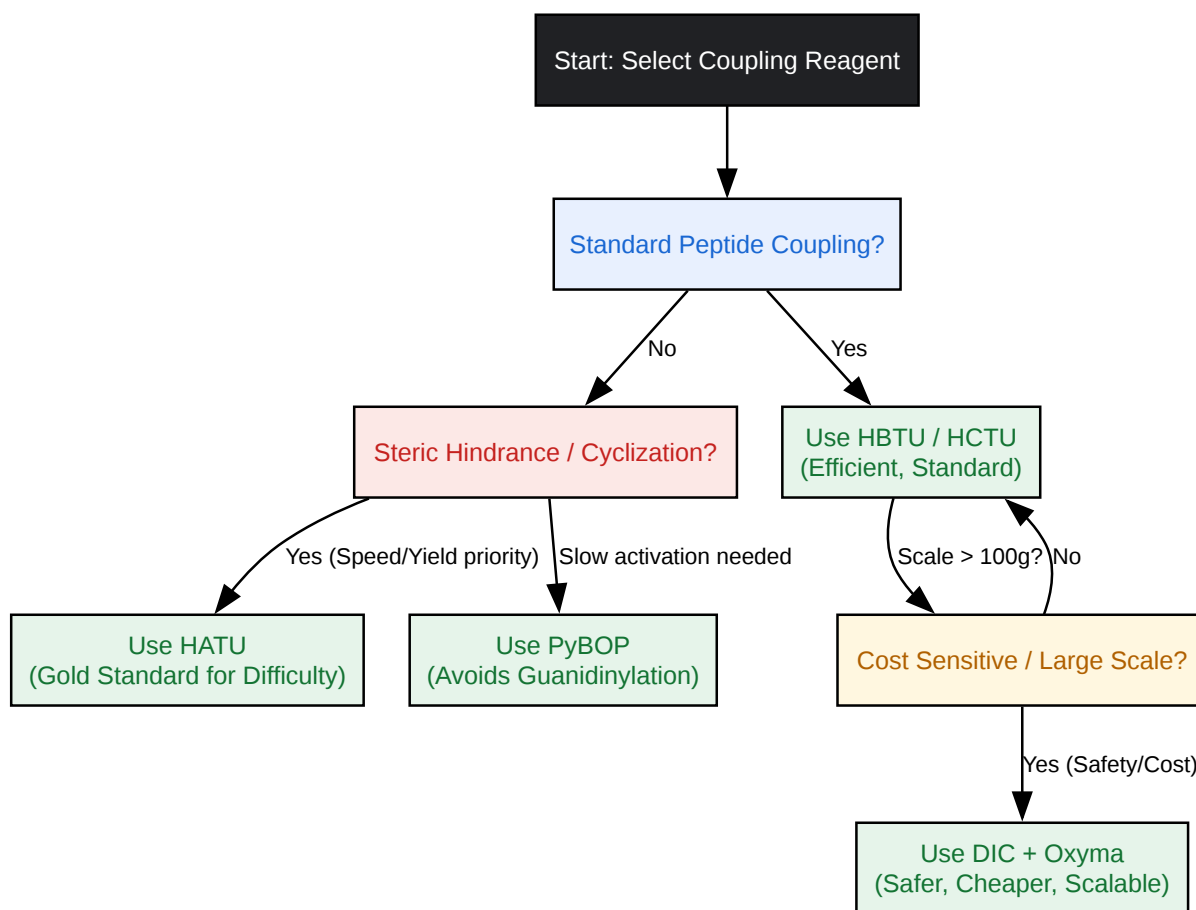 Start: Select Coupling Reagent
Standard Peptide Coupling?
No
Yes
Steric Hindrance / Cyclization?
Use HBTU / HCTU
(Efficient, Standard)
Yes (Speed/Yield priority)
Slow activation needed
Scale > 100g?
No
Use HATU
(Gold Standard for Difficulty)
Use PyBOP
(Avoids Guanidinylation)
Cost Sensitive / Large Scale?
Yes (Safety/Cost)
Use DIC + Oxyma
(Safer, Cheaper, Scalable)